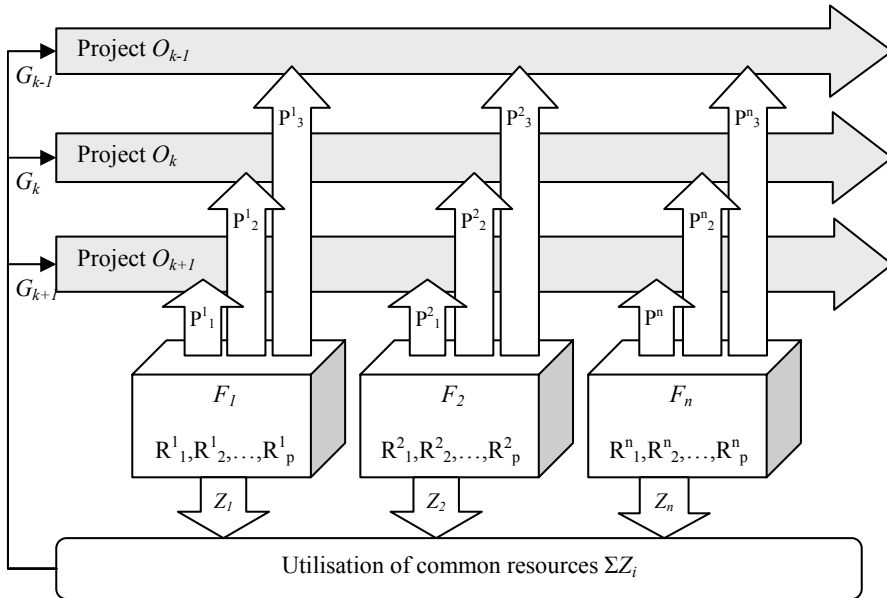 Project O_{k-1}
G_{k-1}
P^1_3
P^2_3
P^n_3
Project O_k
G_k
P^1_2
P^2_2
P^n_2
Project O_{k+1}
G_{k+1}
P^1_1
P^2_1
P^n
F_1
F_2
F_n
R^1_1,R^1_2,…,R^1_p
R^2_1,R^2_2,…,R^2_p
R^n_1,R^n_2,…,R^n_p
Z_1
Z_2
Z_n
Utilisation of common resources ΣZ_i